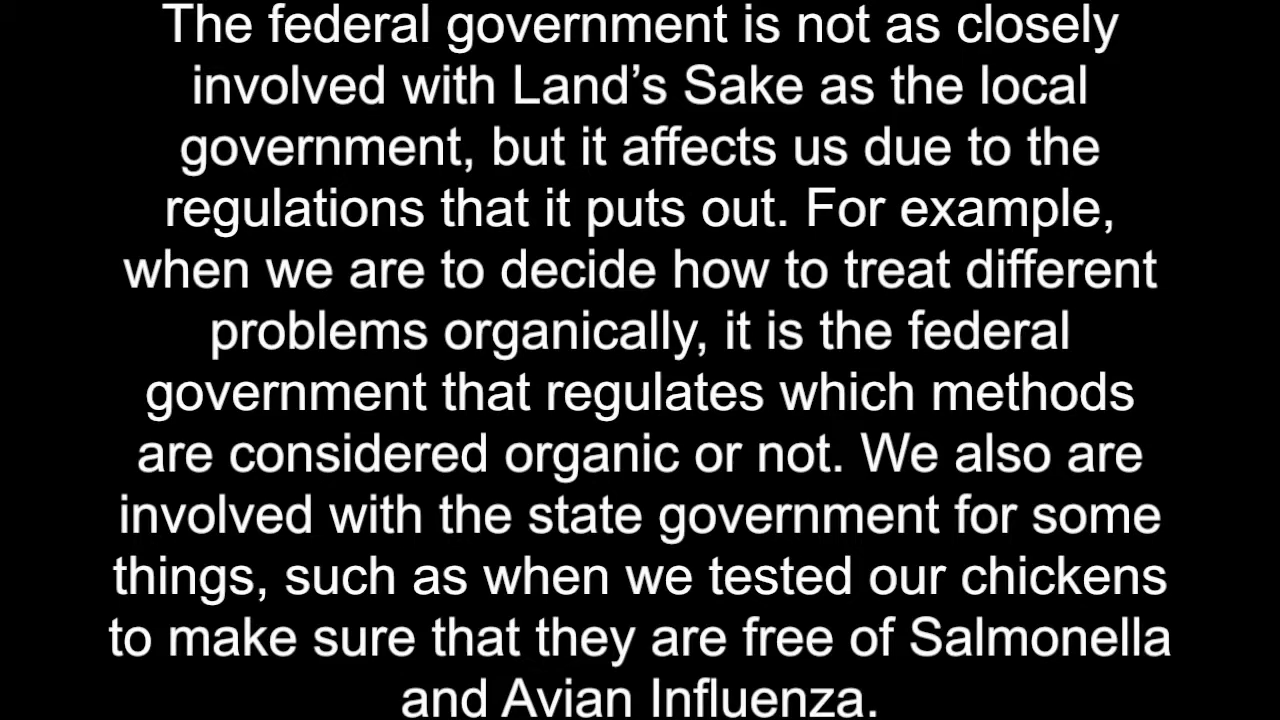 The federal government is not as closely
involved with Land’s Sake as the local
government, but it affects us due to the
regulations that it puts out. For example,
when we are to decide how to treat different
problems organically, it is the federal
government that regulates which methods
are considered organic or not. We also are
involved with the state government for some
things, such as when we tested our chickens
to make sure that they are free of Salmonella
and Avian Influenza.